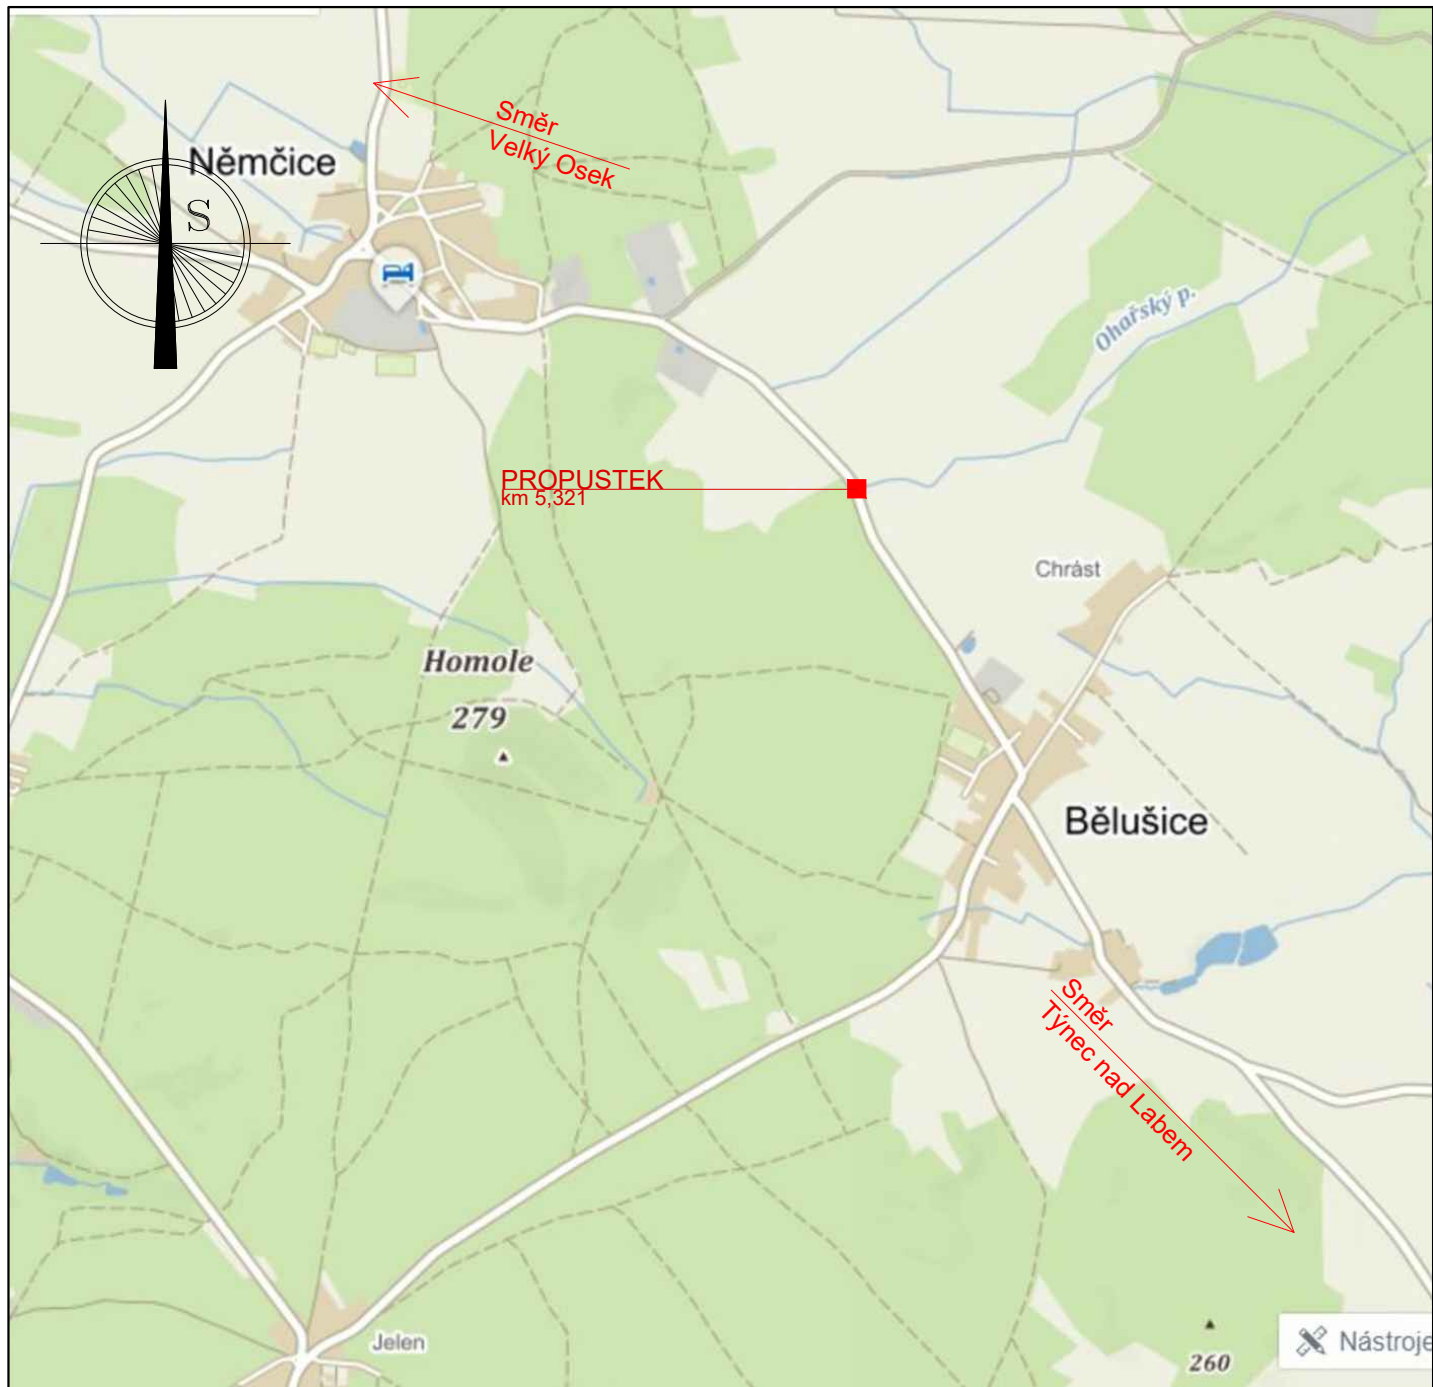 Směr
Velký Osek
Němčice
S
Ohařský p.
PROPUSTEK
km 5,321
Chrást
Homole
279
Bělušice
Směr
Týnec nad Labem
Nástroje
260
Jelen